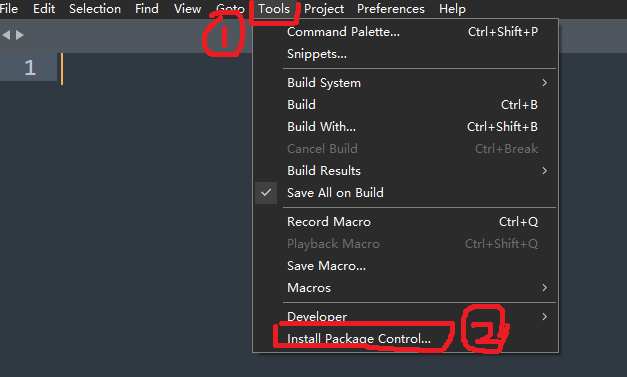 File Edit Selection Find View Goto Tools Project Preferences Help
1
1
Command Palette... Ctrl+Shift+P
Snippets...
Build System
Build Ctrl+B
Build With... Ctrl+Shift+B
Cancel Build Ctrl+Break
Build Results
Save All on Build
Record Macro Ctrl+Q
Playback Macro Ctrl+Shift+Q
Save Macro...
Macros
Developer
Install Package Control...
2